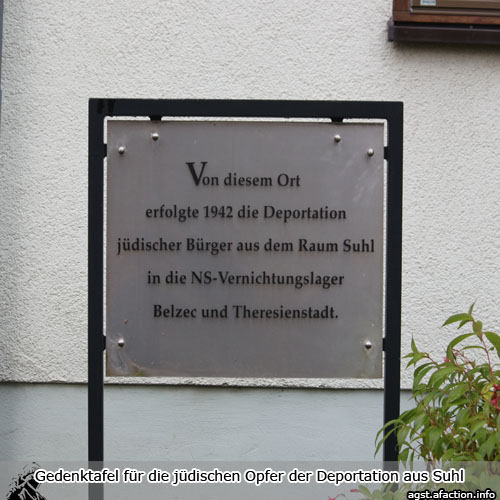 Von diesem Ort
erfolgte 1942 die Deportation
jüdischer Bürger aus dem Raum Suhl
in die NS-Vernichtungslager
Belzec und Theresienstadt.
Gedenktafel für die jüdischen Opfer der Deportation aus Suhl
agst.afaction.info